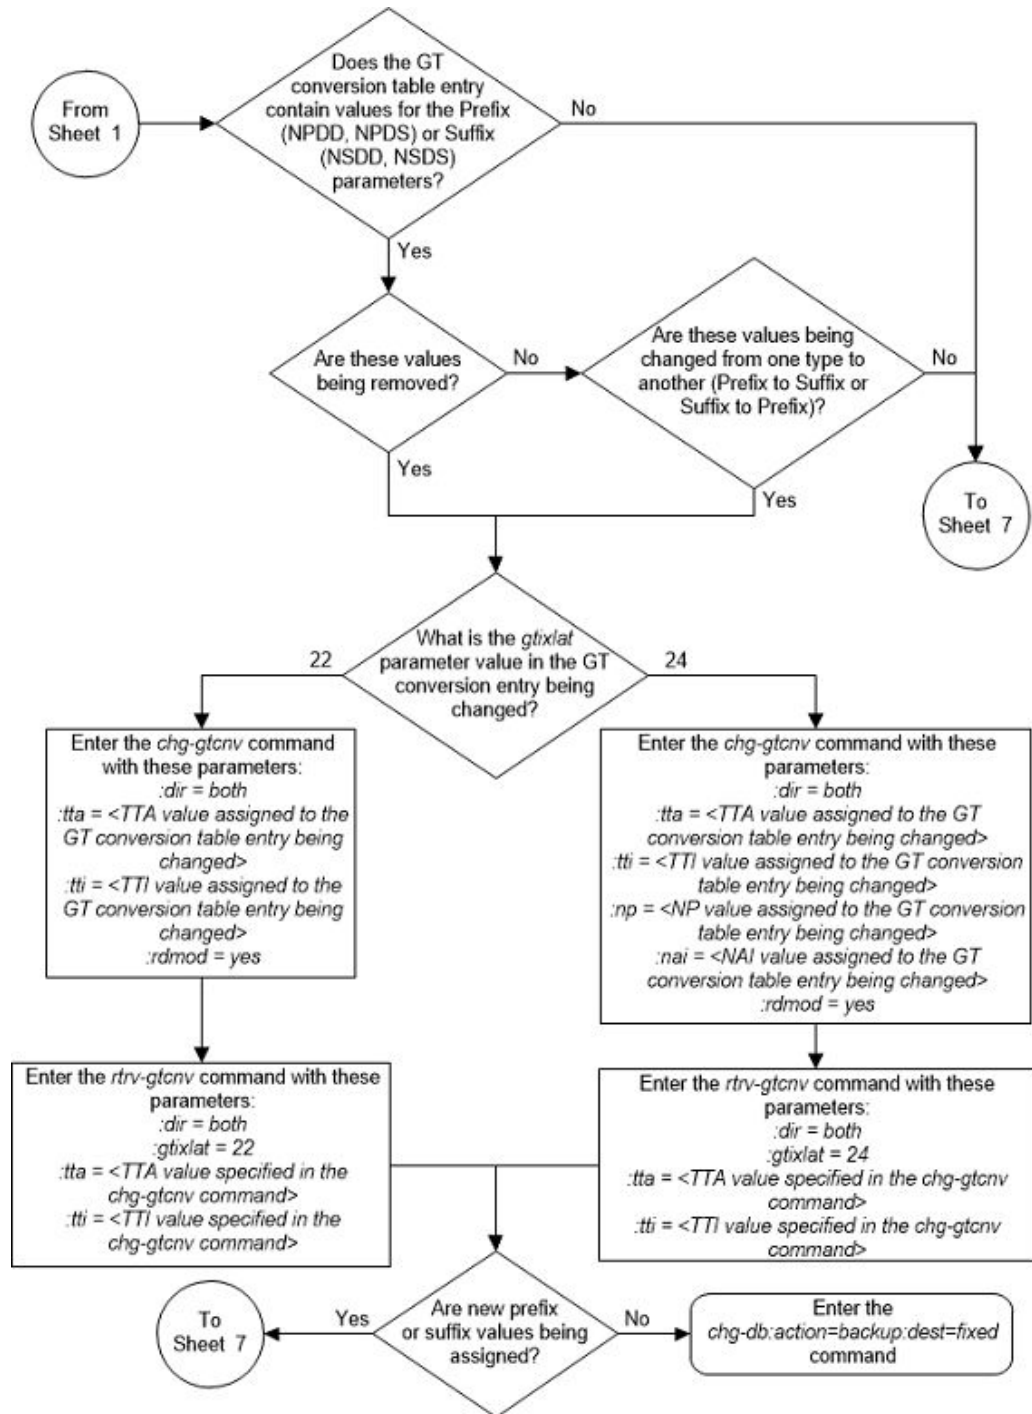 Does the GT
conversion table entry
contain values for the Prefix
(NPDD, NPDS) or Suffix
(NSDD, NSDS)
parameters?
From
Sheet 1
No
Yes
Are these values
being removed?
No
Are these values being
changed from one type to
another (Prefix to Suffix or
Suffix to Prefix)?
No
Yes
Yes
To
Sheet 7
What is the gtixlat
parameter value in the GT
conversion entry being
changed?
22
24
Enter the chg-gtcnv command
with these parameters:
:dir = both
:tta = <TTA value assigned to the
GT conversion table entry being
changed>
:tti = <TTI value assigned to the
GT conversion table entry being
changed>
:rdmod = yes
Enter the chg-gtcnv command with these
parameters:
:dir = both
:tta = <TTA value assigned to the GT
conversion table entry being changed>
:tti = <TTI value assigned to the GT conversion
table entry being changed>
:np = <NP value assigned to the GT conversion
table entry being changed>
:nai = <NAI value assigned to the GT
conversion table entry being changed>
:rdmod = yes
Enter the rtrv-gtcnv command with these
parameters:
:dir = both
:gtixlat = 22
:tta = <TTA value specified in the
chg-gtcnv command>
:tti = <TTI value specified in the
chg-gtcnv command>
Enter the rtrv-gtcnv command with these
parameters:
:dir = both
:gtixlat = 24
:tta = <TTA value specified in the chg-gtcnv
command>
:tti = <TTI value specified in the chg-gtcnv
command>
To
Sheet 7
Yes
Are new prefix
or suffix values being
assigned?
No
Enter the
chg-db:action=backup:dest=fixed
command